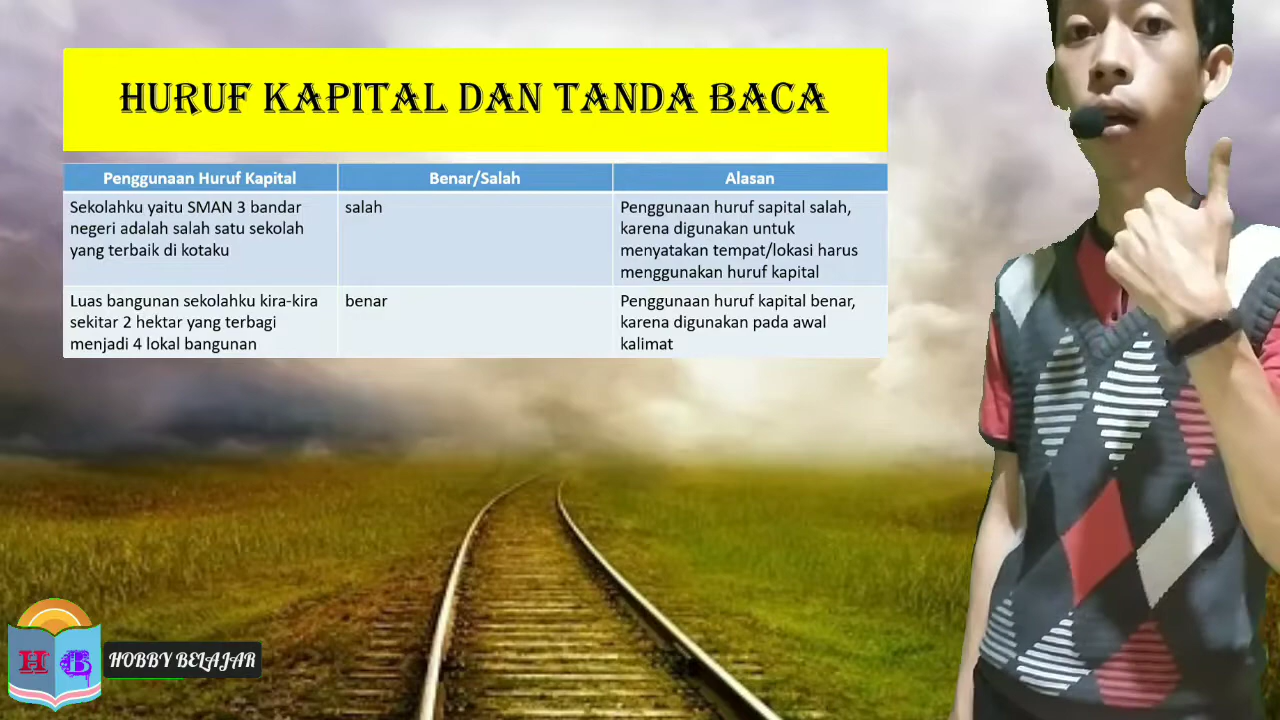 HURUF KAPITAL DAN TANDA BACA
Penggunaan Huruf Kapital
Benar/Salah
Alasan
Sekolahku yaitu SMAN 3 bandar
negeri adalah salah satu sekolah
yang terbaik di kotaku
salah
Penggunaan huruf sapital salah,
karena digunakan untuk
menyatakan tempat/lokasi harus
menggunakan huruf kapital
Luas bangunan sekolahku kira-kira
sekitar 2 hektar yang terbagi
menjadi 4 lokal bangunan
benar
Penggunaan huruf kapital benar,
karena digunakan pada awal
kalimat
H B
HOBBY BELAJAR